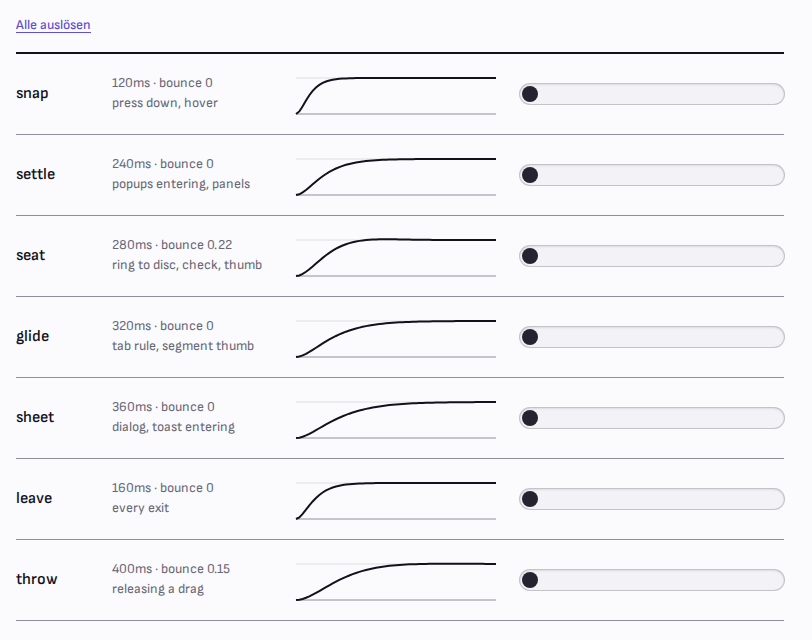 Alle auslösen
snap
120ms · bounce 0
press down, hover
settle
240ms · bounce 0
popups entering, panels
seat
280ms · bounce 0.22
ring to disc, check, thumb
glide
320ms · bounce 0
tab rule, segment thumb
sheet
360ms · bounce 0
dialog, toast entering
leave
160ms · bounce 0
every exit
throw
400ms · bounce 0.15
releasing a drag